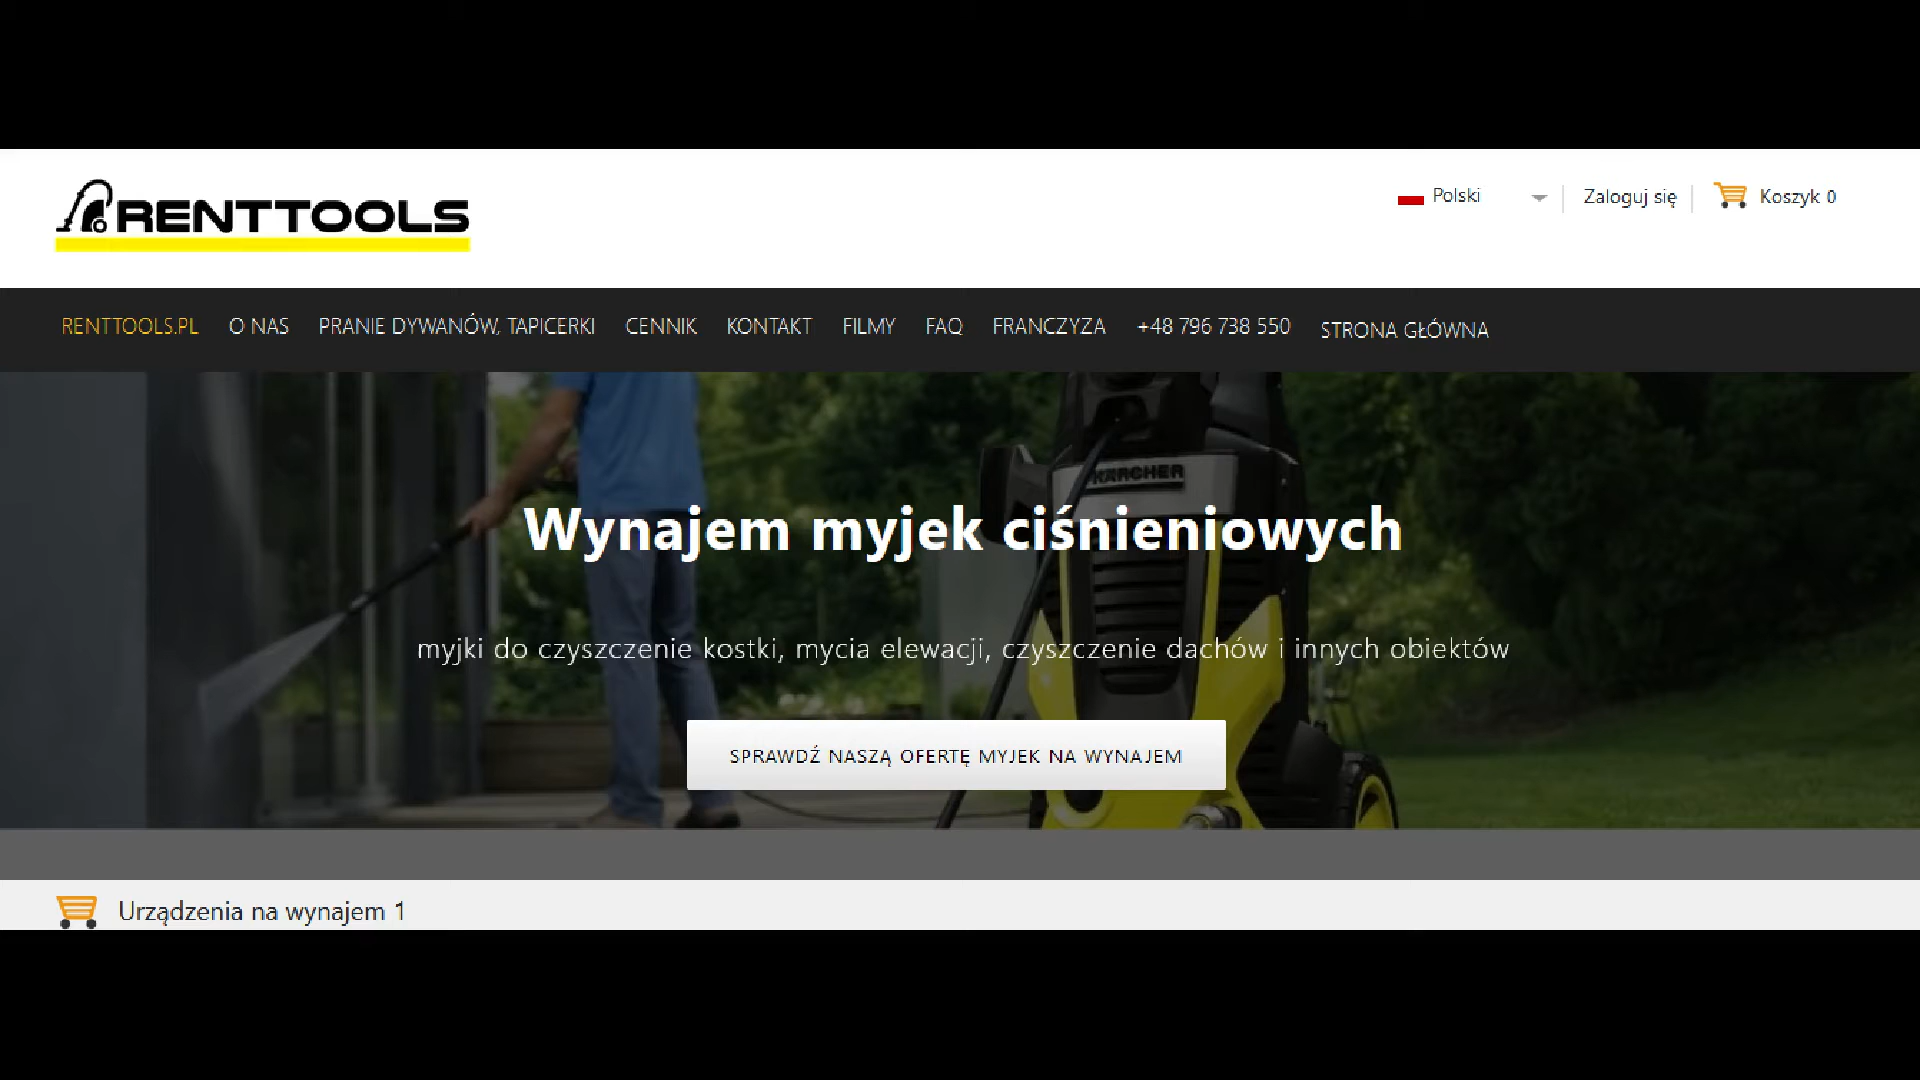 RENTTOOLS
Polski
Zaloguj się
Koszyk 0
RENTTOOLS.PL O NAS PRANIE DYWANÓW, TAPICERKI CENNIK KONTAKT FILMY FAQ FRANCZYZA +48 796 738 550 STRONA GŁÓWNA
KÄRCHER
Wynajem myjek ciśnieniowych
myjki do czyszczenie kostki, mycia elewacji, czyszczenie dachów i innych obiektów
SPRAWDŹ NASZĄ OFERTĘ MYJEK NA WYNAJEM
Urządzenia na wynajem 1